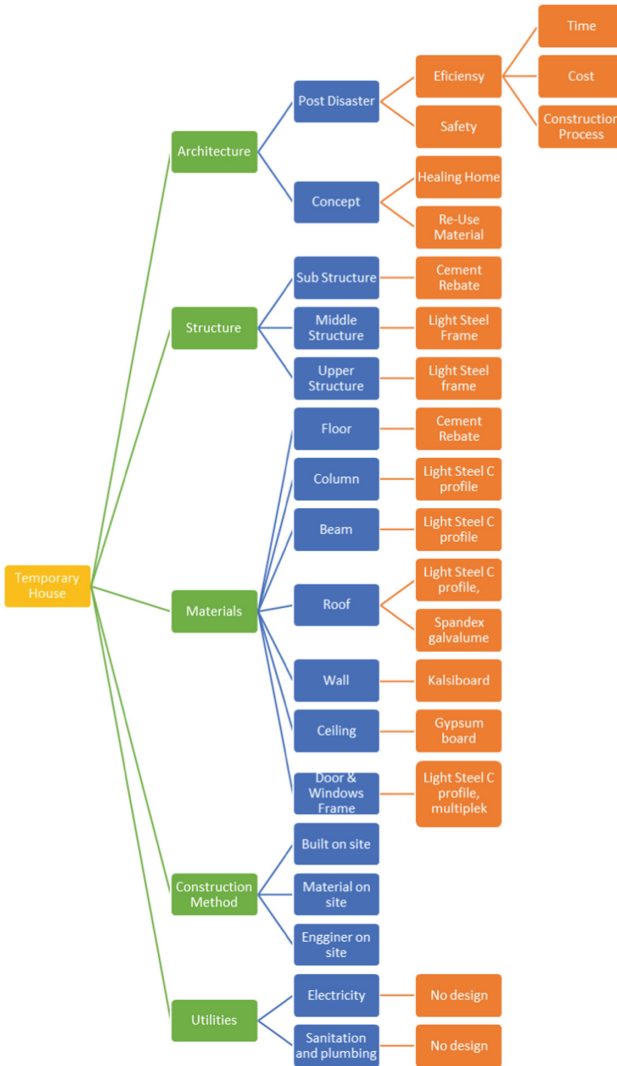 Temporary
House
Architecture
Post Disaster
Eficiensy
Time
Cost
Construction
Process
Safety
Concept
Healing Home
Re-Use
Material
Structure
Sub Structure
Cement
Rebate
Middle
Structure
Light Steel
Frame
Upper
Structure
Light Steel
frame
Materials
Floor
Cement
Rebate
Column
Light Steel C
profile
Beam
Light Steel C
profile
Roof
Light Steel C
profile,
Spandex
galvalume
Wall
Kalsiboard
Ceiling
Gypsum
board
Door &
Windows
Frame
Light Steel C
profile,
multiplek
Construction
Method
Built on site
Material on
site
Engginer on
site
Utilities
Electricity
No design
Sanitation
and plumbing
No design